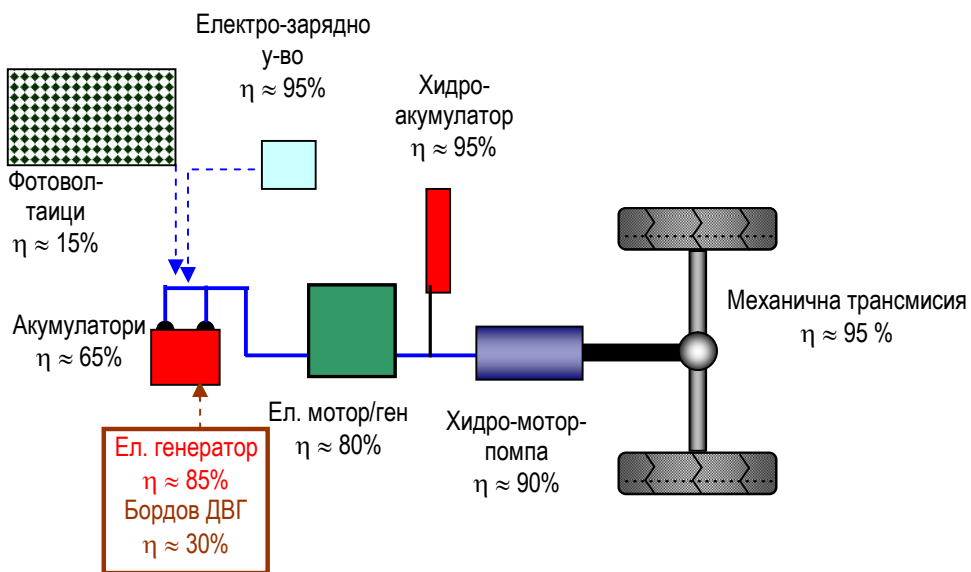 Електро-зарядно
у-во
η ≈ 95%
Хидро-
акумулатор
η ≈ 95%
Фотовол-
таици
η ≈ 15%
Механична трансмисия
η ≈ 95 %
Акумулатори
η ≈ 65%
Ел. мотор/ген
η ≈ 80%
Хидро-мотор-
помпа
η ≈ 90%
Ел. генератор
η ≈ 85%
Бордов ДВГ
η ≈ 30%